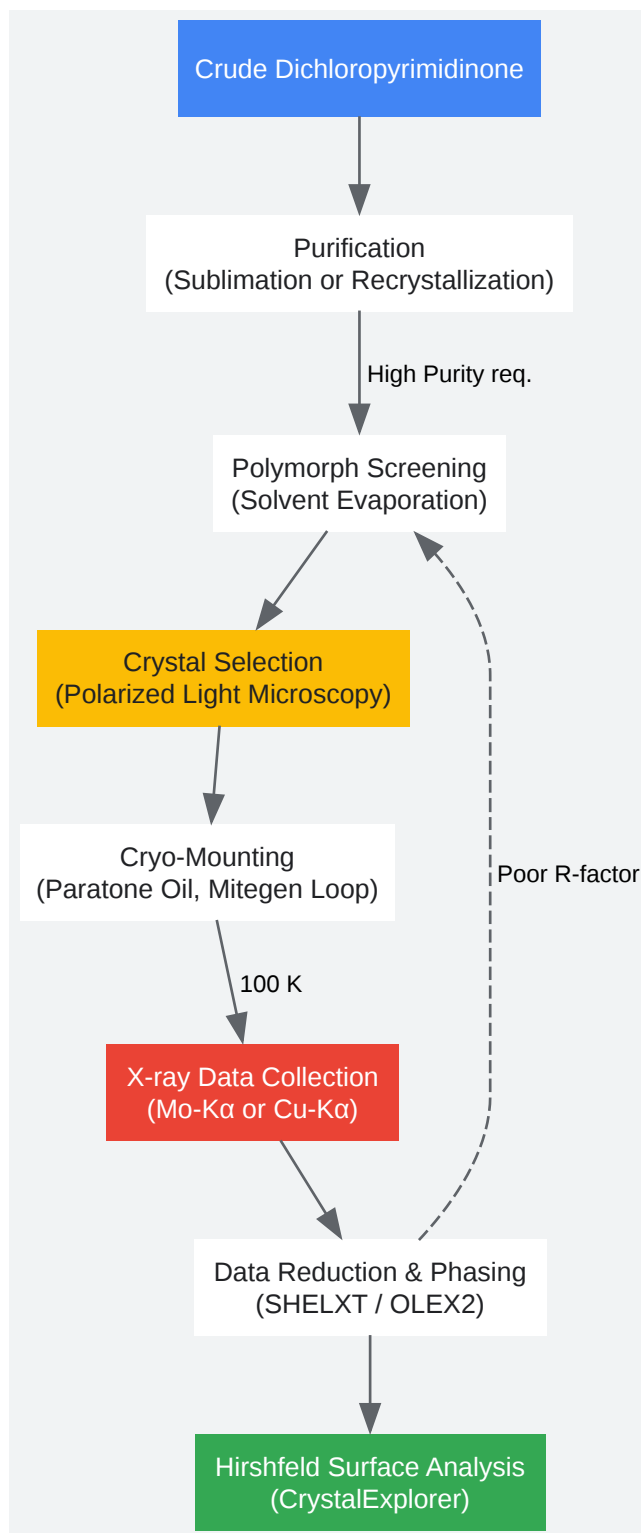 Crude Dichloropyrimidinone
Purification
(Sublimation or Recrystallization)
High Purity req.
Polymorph Screening
(Solvent Evaporation)
Crystal Selection
(Polarized Light Microscopy)
Cryo-Mounting
(Paratone Oil, Mitegen Loop)
Poor R-factor
100 K
X-ray Data Collection
(Mo-Kα or Cu-Kα)
Data Reduction & Phasing
(SHELXT / OLEX2)
Hirshfeld Surface Analysis
(CrystalExplorer)